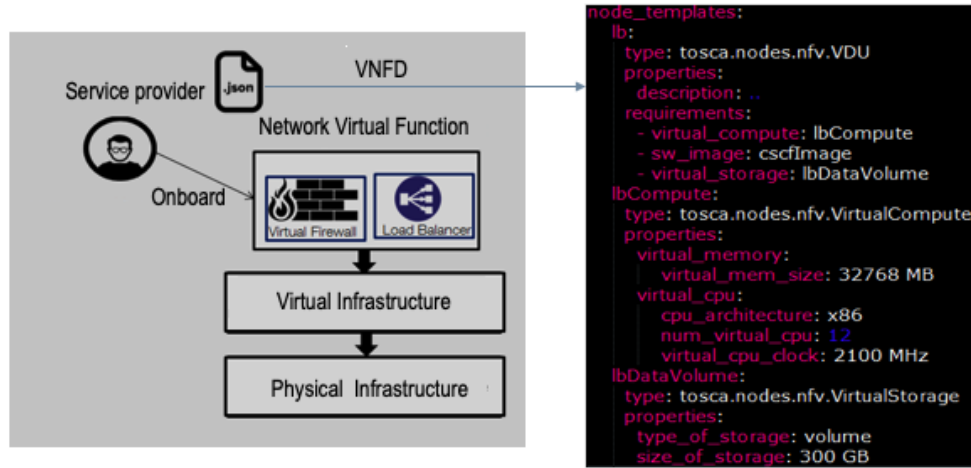 VNFD
Service provider
.json
Network Virtual Function
Onboard
Virtual Firewall
Load Balancer
Virtual Infrastructure
Physical Infrastructure
node_templates:
lb:
type: tosca.nodes.nfv.VDU
properties:
description: ..
requirements:
- virtual_compute: lbCompute
- sw_image: cscfImage
- virtual_storage: lbDataVolume
lbCompute:
type: tosca.nodes.nfv.VirtualCompute
properties:
virtual_memory:
virtual_mem_size: 32768 MB
virtual_cpu:
cpu_architecture: x86
num_virtual_cpu: 12
virtual_cpu_clock: 2100 MHz
lbDataVolume:
type: tosca.nodes.nfv.VirtualStorage
properties:
type_of_storage: volume
size_of_storage: 300 GB